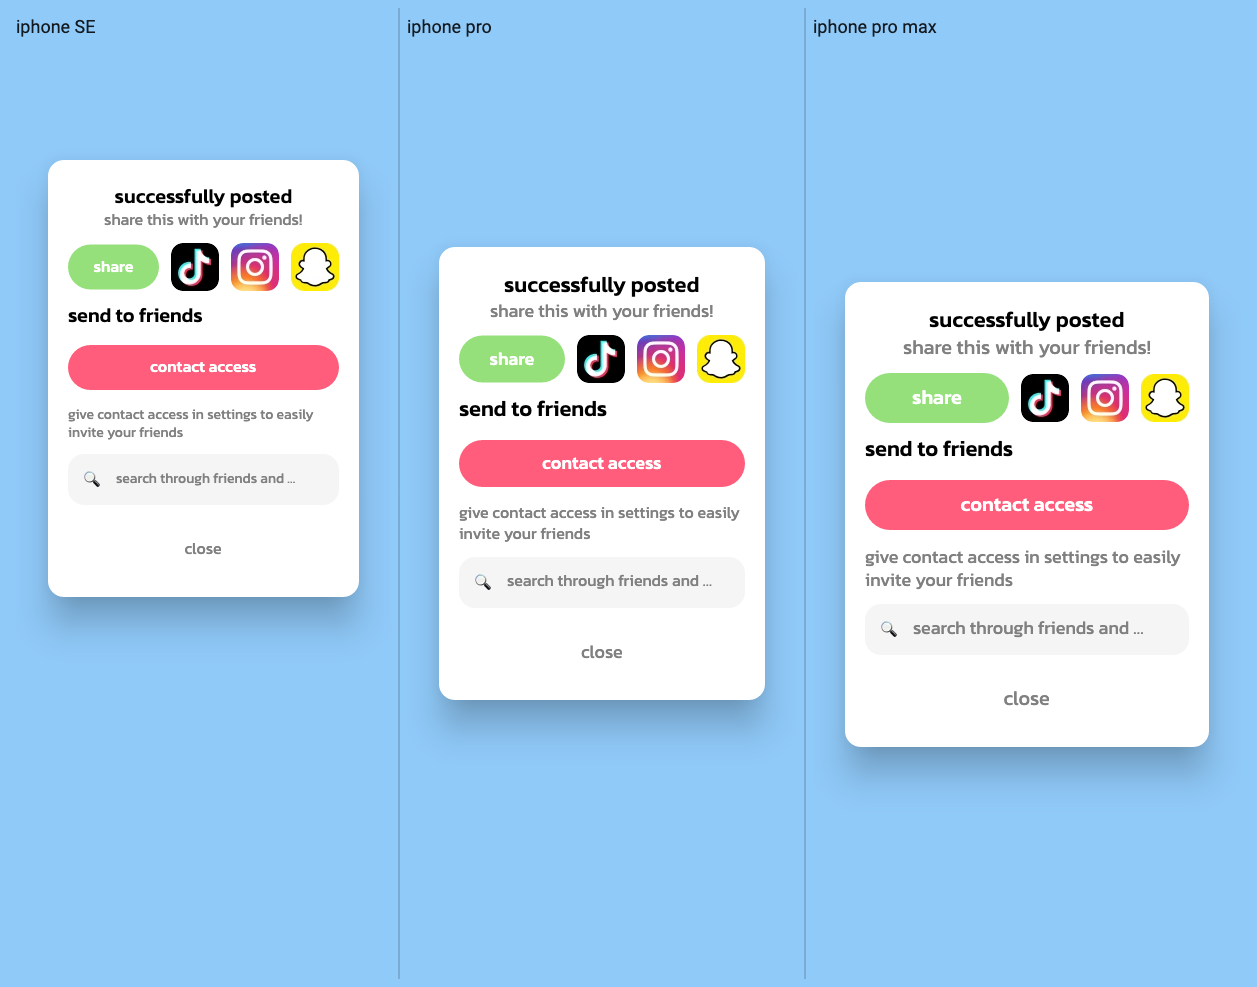 iphone SE
successfully posted
share this with your friends!
share
send to friends
contact access
give contact access in settings to easily
invite your friends
search through friends and ...
close
iphone pro
successfully posted
share this with your friends!
share
send to friends
contact access
give contact access in settings to easily
invite your friends
search through friends and ...
close
iphone pro max
successfully posted
share this with your friends!
share
send to friends
contact access
give contact access in settings to easily
invite your friends
search through friends and ...
close